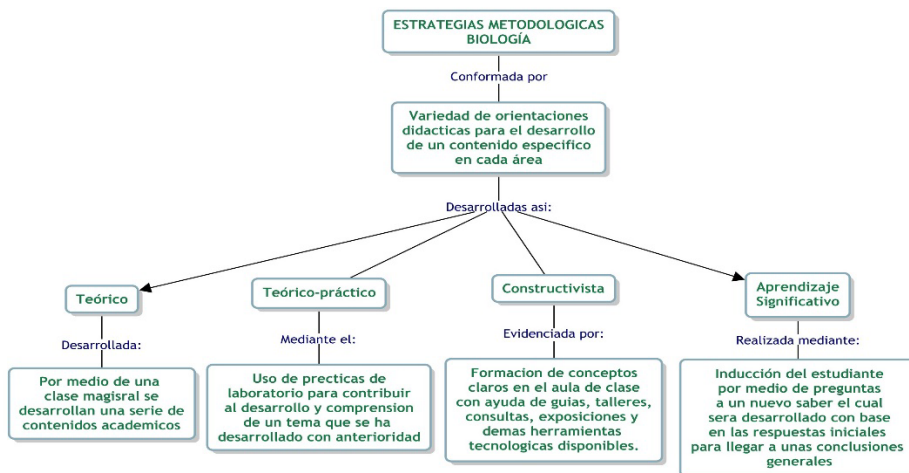 ESTRATEGIAS METODOLOGICAS
BIOLOGÍA
Conformada por
Variedad de orientaciones
didacticas para el desarrollo
de un contenido especifico
en cada área
Desarrolladas asi:
Teórico
Desarrollada:
Por medio de una
clase magisral se
desarrollan una serie de
contenidos academicos
Teórico-práctico
Mediante el:
Uso de precticas de
laboratorio para contribuir
al desarrollo y comprension
de un tema que se ha
desarrollado con anterioridad
Constructivista
Evidenciada por:
Formacion de conceptos
claros en el aula de clase
con ayuda de guias, talleres,
consultas, exposiciones y
demas herramientas
tecnologicas disponibles.
Aprendizaje
Significativo
Realizada mediante:
Inducción del estudiante
por medio de preguntas
a un nuevo saber el cual
sera desarrollado con base
en las respuestas iniciales
para llegar a unas conclusiones
generales